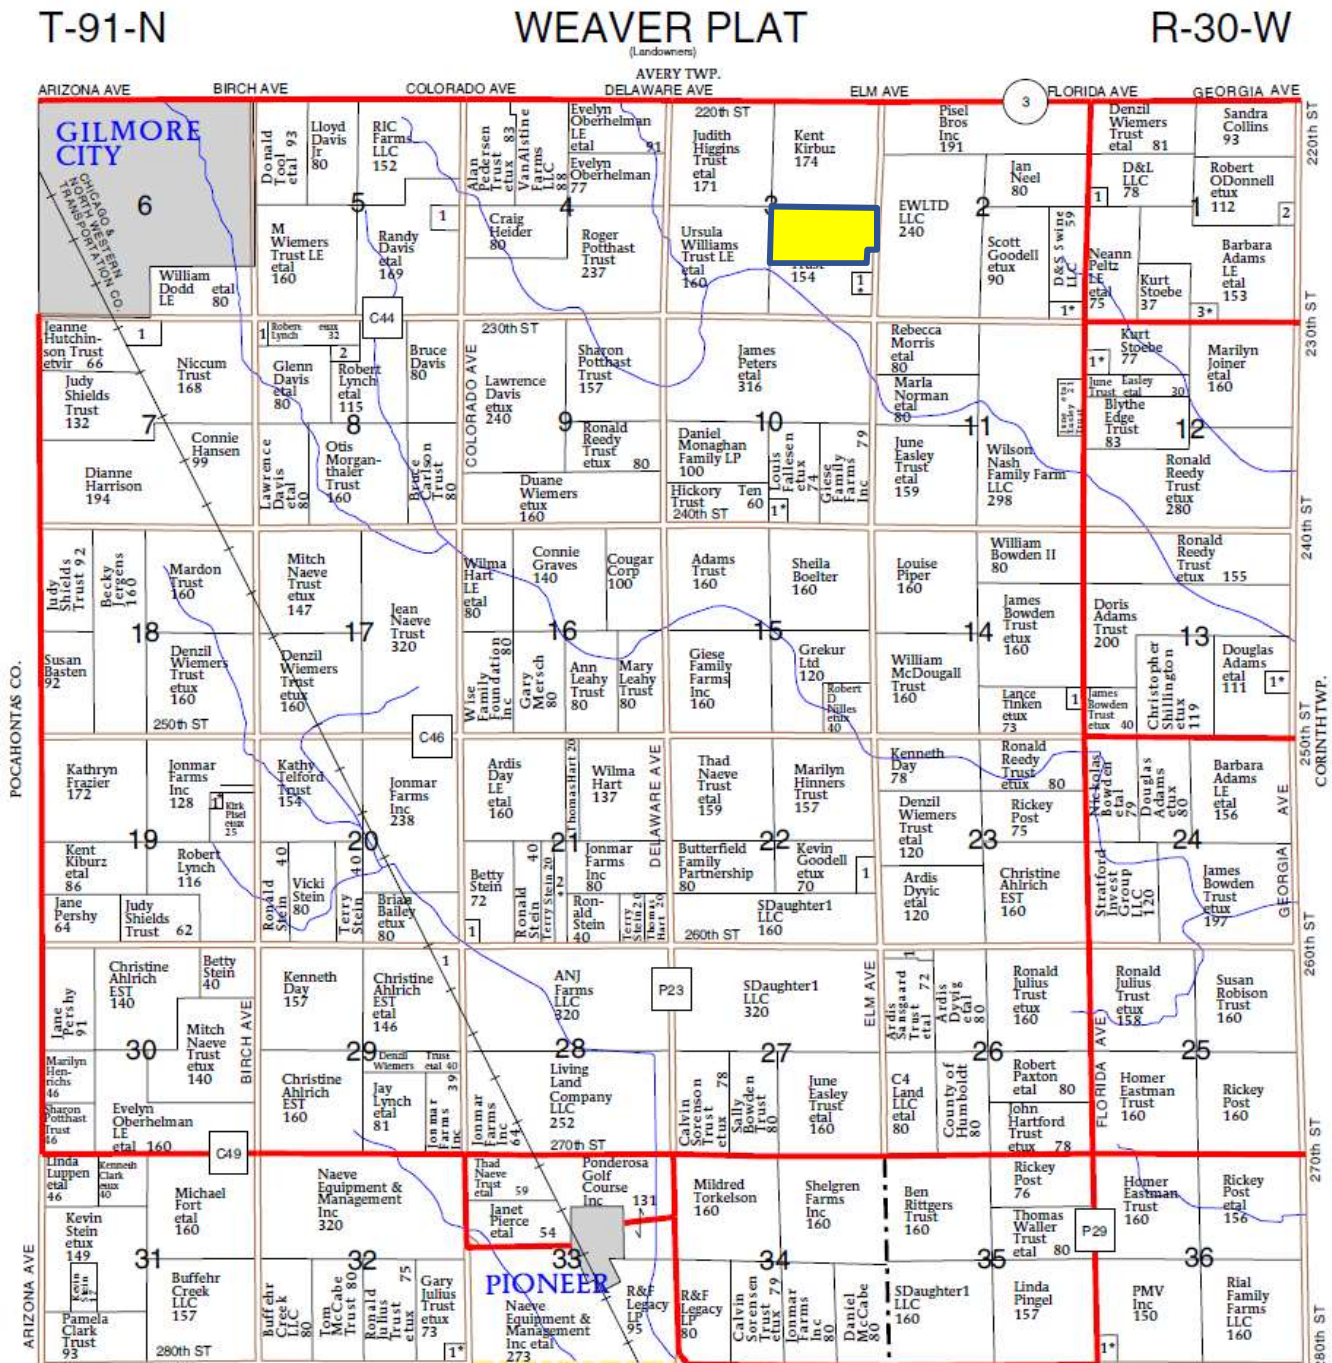 T-91-N
WEAVER PLAT
R-30-W
(Landowners)
AVERY TWP.
ARIZONA AVE
BIRCH AVE
COLORADO AVE
DELAWARE AVE
ELM AVE
3
FLORIDA AVE
GEORGIA AVE
220th ST
GILMORE
CITY
CHICAGO &
NORTH WESTERN
TRANSPORTATION CO.
6
William
Dodd etal
LE 80
Donald
Tool
etal 93
Lloyd
Davis
Jr
80
RIC
Farms
LLC
152
5
1
M
Wiemers
Trust LE
etal
160
Randy
Davis
etal
169
C44
Alan
Pedersen
Trust
etux 83
VanAlstine
Farms
LLC
88
Evelyn
Oberhelman
LE
etal 91
Evelyn
Oberhelman
77
4
Craig
Heider
80
Roger
Potthast
237
220th ST
Judith
Higgins
Trust
etal
171
Kent
Kirbuz
174
Ursula
Williams
Trust LE
etal
160
154
1
*
Pisel
Bros
Inc
191
Jan
Neel
80
EWLTD
LLC
240
2
Scott
Goodell
etux
90
D&S Swine
LLC
59
1*
Denzil
Wiemers
Trust
etal 81
Sandra
Collins
93
D&L
LLC
78
1
Robert
ODonnell
etux
112
1
2
Neann
Peltz
LE
etal
75
Kurt
Stoebe
37
Barbara
Adams
LE
etal
153
3*
230th ST
Jeanne
Hutchin-
son Trust
etvir 66
1
Judy
Shields
Trust
132
Niccum
Trust
168
7
Connie
Hansen
99
Dianne
Harrison
194
1
Robert etux
Lynch 32
2
Glenn
Davis
etal
80
Robert
Lynch
etal
115
Bruce
Davis
80
8
Lawrence
Davis
etal
80
Otis
Morgan-
thaler
Trust
160
Bruce
Carlson
Trust
80
230th ST
COLORADO AVE
Lawrence
Davis
etux
240
Sharon
Potthast
157
9
Ronald
Reedy
Trust
etux 80
Duane
Wiemers
etux
160
James
Peters
etal
316
10
Daniel
Monaghan
Family LP
100
Hickory Ten
Trust 60
240th ST
Louis
Fallesen
etux
74
1*
Giese
Family
Farms
Inc
79
Rebecca
Morris
etal
80
Marla
Norman
etal
80
11
June
Easley
Trust
159
Wilson
Nash
Family Farm
LLC
298
Kurt
Stoebe
77
1*
June Easley
Trust etal 30
Marilyn
Joiner
etal
160
Blythe
Edge
Trust
83
12
Ronald
Reedy
Trust
etux
280
240th ST
Judy
Shields
Trust 92
Becky
Jergens
160
Mardon
Trust
160
18
Susan
Basten
92
Denzil
Wiemers
Trust
etux
160
250th ST
Mitch
Naeve
Trust
etux
147
17
Jean
Naeve
Trust
320
Denzil
Wiemers
Trust
etux
160
C46
Wilma
Hart
LE
etal
80
Connie
Graves
140
Cougar
Corp
100
16
Wise
Family
Foundation
Inc 80
Gary
Mersch
80
Ann
Leahy
Trust
80
Mary
Leahy
Trust
80
Adams
Trust
160
Sheila
Boelter
160
15
Giese
Family
Farms
Inc
160
Grekur
Ltd
120
Robert
D
Nilles
etux
40
Louise
Piper
160
William
Bowden II
80
James
Bowden
Trust
160
14
William
McDougall
Trust
160
Lance
Tinken
etux
73
1
Ronald
Reedy
Trust
etux 155
Doris
Adams
Trust
200
13
Christopher
Shillington
etux
119
Douglas
Adams
etal
111
1*
James
Bowden
Trust
etux 40
POCAHONTAS CO.
250th ST
CORINTH TWP.
Kathryn
Frazier
172
Jonmar
Farms
Inc
128
1*
Kirk
Pisel
etux
25
19
Kent
Kiburz
etal
86
Robert
Lynch
116
Jane
Pershy
64
Judy
Shields
Trust 62
Kathy
Telford
Trust
154
Jonmar
Farms
Inc
238
20
Ronald
Stein
40
Vicki
Stein
80
Terry
Stein
40
Brian
Bailey
etux
80
Ardis
Day
LE
etal
160
Thomas Hart 20
Wilma
Hart
137
DELAWARE AVE
21
Betty
Stein
72
1
Ronald
Stein
40
Terry Stein 20
Jonmar
Farms
Inc
80
Ron-
ald
Stein
40
Terry
Stein 20
Thomas
Hart 20
Thad
Naeve
Trust
etal
159
Marilyn
Hinners
Trust
157
22
Butterfield
Family
Partnership
80
Kevin
Goodell
etux
70
1
SDaughter1
LLC
160
260th ST
Kenneth
Day
78
Ronald
Reedy
Trust
etux 80
Denzil
Wiemers
Trust
etal
120
Rickey
Post
75
23
Ardis
Dyvic
etal
120
Christine
Ahlrich
EST
160
Nickolas
Bowden
etal
79
Douglas
Adams
etux
80
Barbara
Adams
LE
etal
156
24
Stratford
Invest
Group
LLC
120
James
Bowden
Trust
etux
197
GEORGIA AVE
260th ST
Jane
Pershy
91
Christine
Ahlrich
EST
140
Betty
Stein
40
Mitch
Naeve
Trust
etux
140
30
BIRCH AVE
Marilyn
Hen-
richs
46
Sharon
Potthast
Trust
46
Evelyn
Oberhelman
LE
etal 160
C49
Kenneth
Day
157
Christine
Ahlrich
EST
etal
146
1
29
Denzil Trust
Wiemers etal 40
Christine
Ahlrich
EST
160
Jay
Lynch
etal
81
Jonmar
Farms
Inc
39
ANJ
Farms
LLC
320
28
P23
Living
Land
Company
LLC
252
Jonmar
Farms
Inc
64
270th ST
SDaughter1
LLC
320
27
ELM AVE
Calvin
Sorenson
Trust
etux
78
Sally
Bowden
Trust
80
June
Easley
Trust
etal
160
1
Ardis
Sansgaard
Trust
etal 72
Ardis
Dyvig
etal
80
Ronald
Julius
Trust
etux
160
26
C4
Land
LLC
etal
80
County of
Humboldt
80
Robert
Paxton
etal 80
John
Hartford
Trust
etux 78
Ronald
Julius
Trust
etux
158
Susan
Robison
Trust
160
FLORIDA AVE
25
Homer
Eastman
Trust
160
Rickey
Post
160
270th ST
Linda
Luppen
etal
46
Kenneth
Clark
etux
40
Michael
Fort
etal
160
Kevin
Stein
etux
149
31
Kevin
Stein
17
Buffehr
Creek
LLC
157
Pamela
Clark
Trust
93
280th ST
ARIZONA AVE
Naeve
Equipment &
Management
Inc
320
32
Buffehr
Creek
LLC
80
Tom
McCabe
Trust 80
Ronald
Julius
Trust
etux
75
Gary
Julius
Trust
etux
73
1*
Thad
Naeve
Trust
etal 59
Janet
Pierce
etal 54
Ponderosa
Golf
Course
Inc 131
33
PIONEER
Naeve
Equipment &
Management
Inc etal
273
R&F
Legacy
LP
95
Mildred
Torkelson
160
Shelgren
Farms
Inc
160
34
R&F
Legacy
LP
80
Calvin
Sorensen
Trust
etux 79
Jonmar
Farms
Inc
80
Daniel
McCabe
80
Ben
Rittgers
Trust
160
Rickey
Post
76
Thomas
Waller
Trust
etal 80
P29
35
SDaughter1
LLC
160
Linda
Pingel
157
Homer
Eastman
Trust
160
Rickey
Post
etal
156
36
PMV
Inc
150
Rial
Family
Farms
LLC
160
1*
280th ST